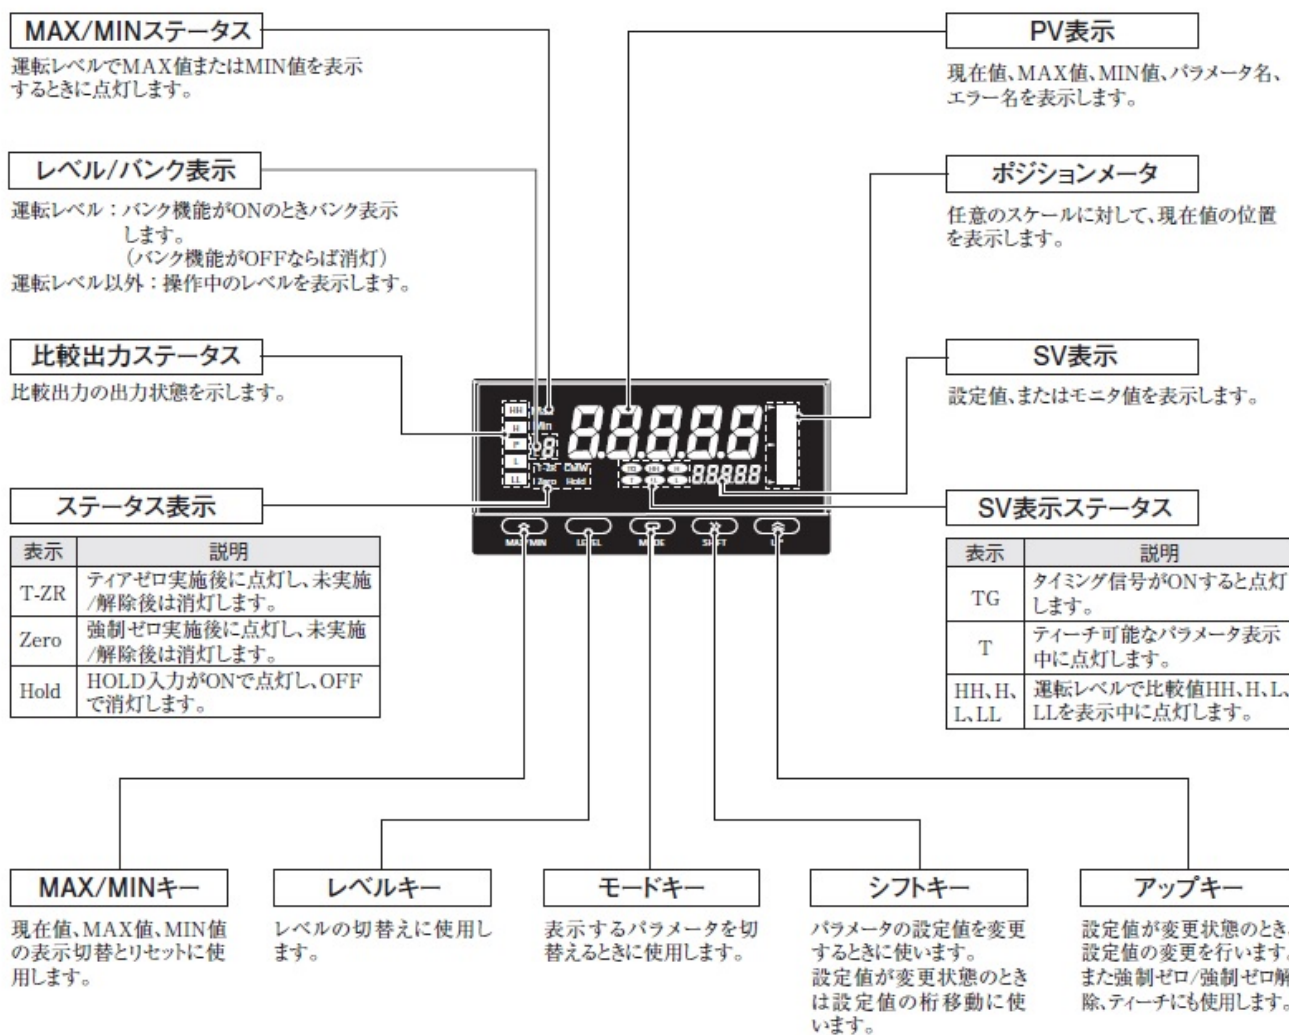 MAX/MINステータス
運転レベルでMAX値またはMIN値を表示
するときに点灯します。
レベル/バンク表示
運転レベル：バンク機能がONのときバンク表示
します。
（バンク機能がOFFならば消灯）
運転レベル以外：操作中のレベルを表示します。
比較出力ステータス
比較出力の出力状態を示します。
ステータス表示
表示 説明
T-ZR ティアゼロ実施後に点灯し、未実施
/解除後は消灯します。
Zero 強制ゼロ実施後に点灯し、未実施
/解除後は消灯します。
Hold HOLD入力がONで点灯し、OFF
で消灯します。
PV表示
現在値、MAX値、MIN値、パラメータ名、
エラー名を表示します。
ポジションメータ
任意のスケールに対して、現在値の位置
を表示します。
SV表示
設定値、またはモニタ値を表示します。
SV表示ステータス
表示 説明
TG タイミング信号がONすると点灯
します。
T ティーチ可能なパラメータ表示
中に点灯します。
HH、H、
L、LL
運転レベルで比較値HH、H、L、
LLを表示中に点灯します。
HH
H
P
L
LL
Min
8
88888
T-ZR CMW
Zero Hold
TG HH H
T LL L
88888
MAX/MIN LEVEL MODE SHIFT UP
MAX/MINキー
現在値、MAX値、MIN値
の表示切替とリセットに使
用します。
レベルキー
レベルの切替えに使用し
ます。
モードキー
表示するパラメータを切
替えるときに使用します。
シフトキー
パラメータの設定値を変更
するときに使います。
設定値が変更状態のとき
は設定値の桁移動に使
います。
アップキー
設定値が変更状態のとき、
設定値の変更を行います。
また強制ゼロ/強制ゼロ解
除、ティーチにも使用します。